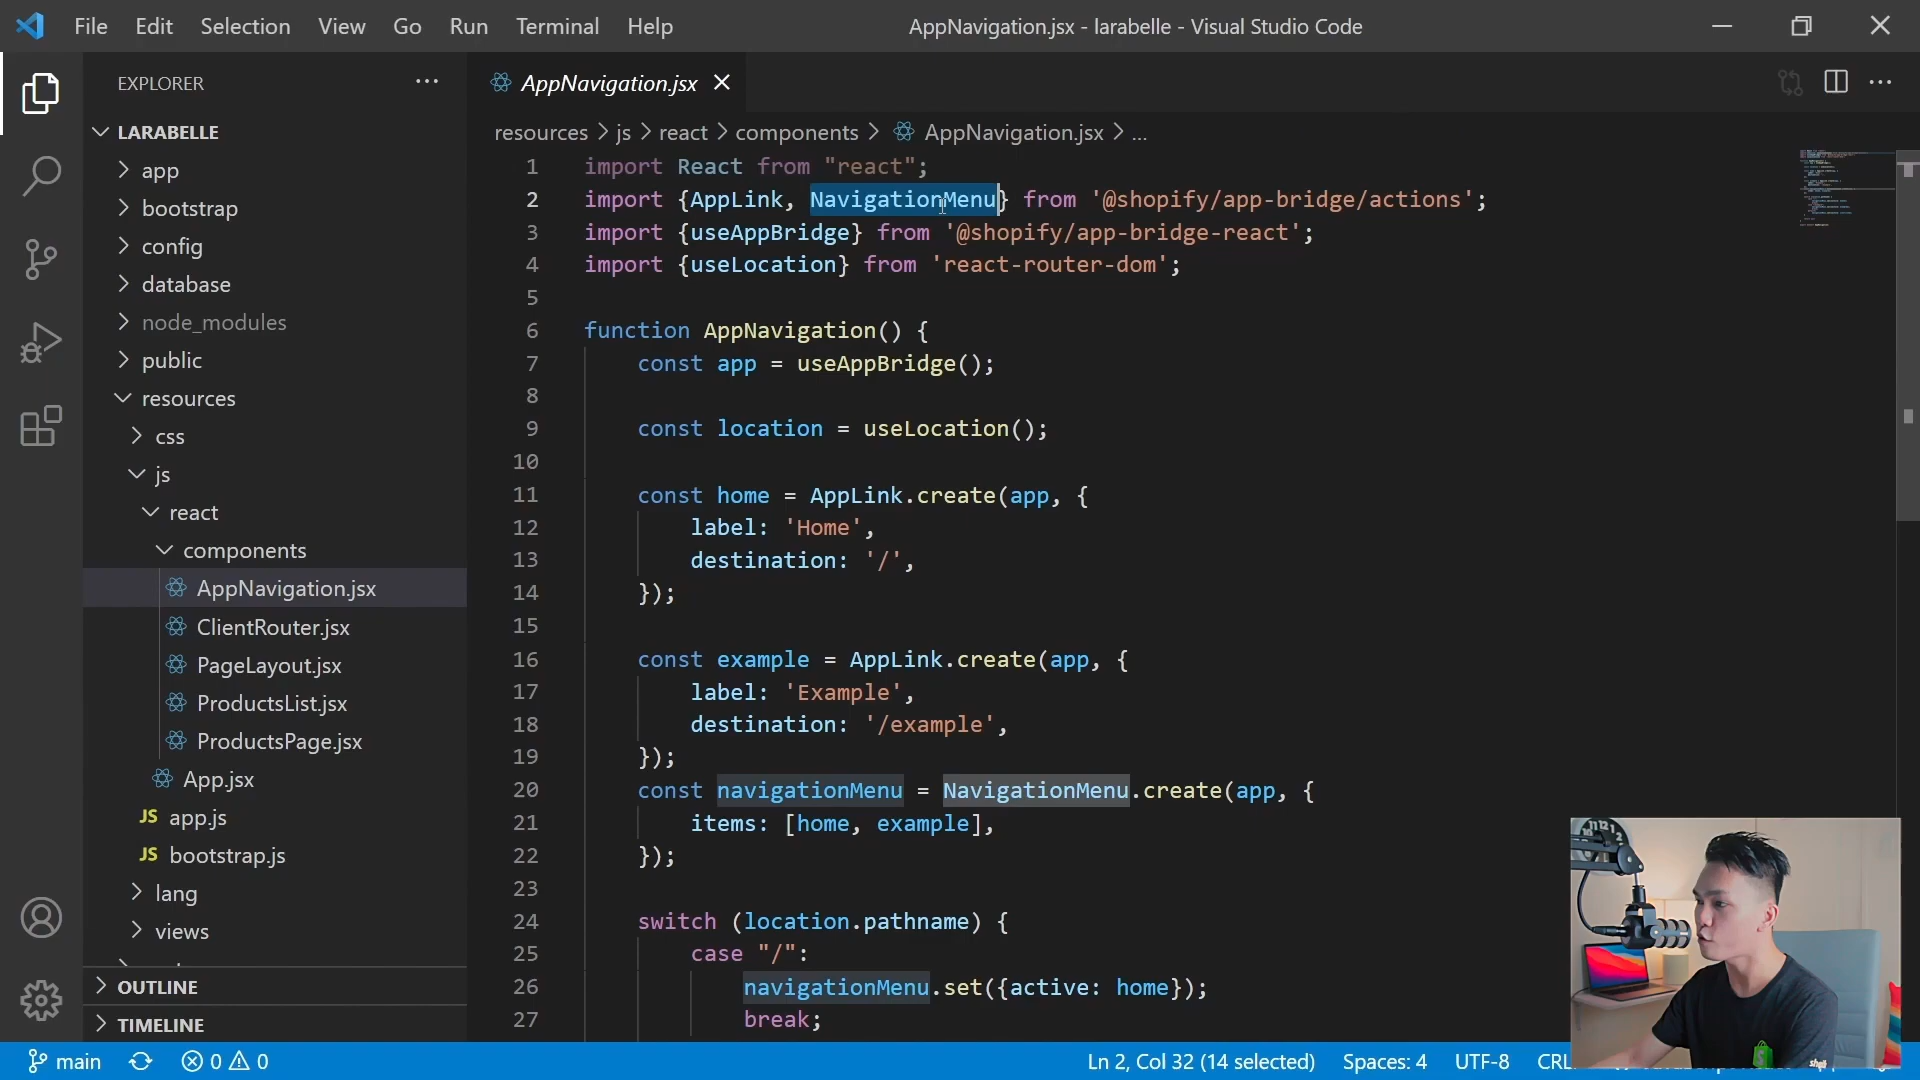 File Edit Selection View Go Run Terminal Help
AppNavigation.jsx - larabelle - Visual Studio Code
EXPLORER
LARABELLE
app
bootstrap
config
database
node_modules
public
resources
css
js
react
components
AppNavigation.jsx
ClientRouter.jsx
PageLayout.jsx
ProductsList.jsx
ProductsPage.jsx
App.jsx
JS app.js
JS bootstrap.js
lang
views
OUTLINE
TIMELINE
AppNavigation.jsx
resources > js > react > components > AppNavigation.jsx > ...
1 import React from "react";
2 import {AppLink, NavigationMenu} from '@shopify/app-bridge/actions';
3 import {useAppBridge} from '@shopify/app-bridge-react';
4 import {useLocation} from 'react-router-dom';
5
6 function AppNavigation() {
7 const app = useAppBridge();
8
9 const location = useLocation();
10
11 const home = AppLink.create(app, {
12 label: 'Home',
13 destination: '/',
14 });
15
16 const example = AppLink.create(app, {
17 label: 'Example',
18 destination: '/example',
19 });
20 const navigationMenu = NavigationMenu.create(app, {
21 items: [home, example],
22 });
23
24 switch (location.pathname) {
25 case "/":
26 navigationMenu.set({active: home});
27 break;
main 0 0
Ln 2, Col 32 (14 selected) Spaces: 4 UTF-8